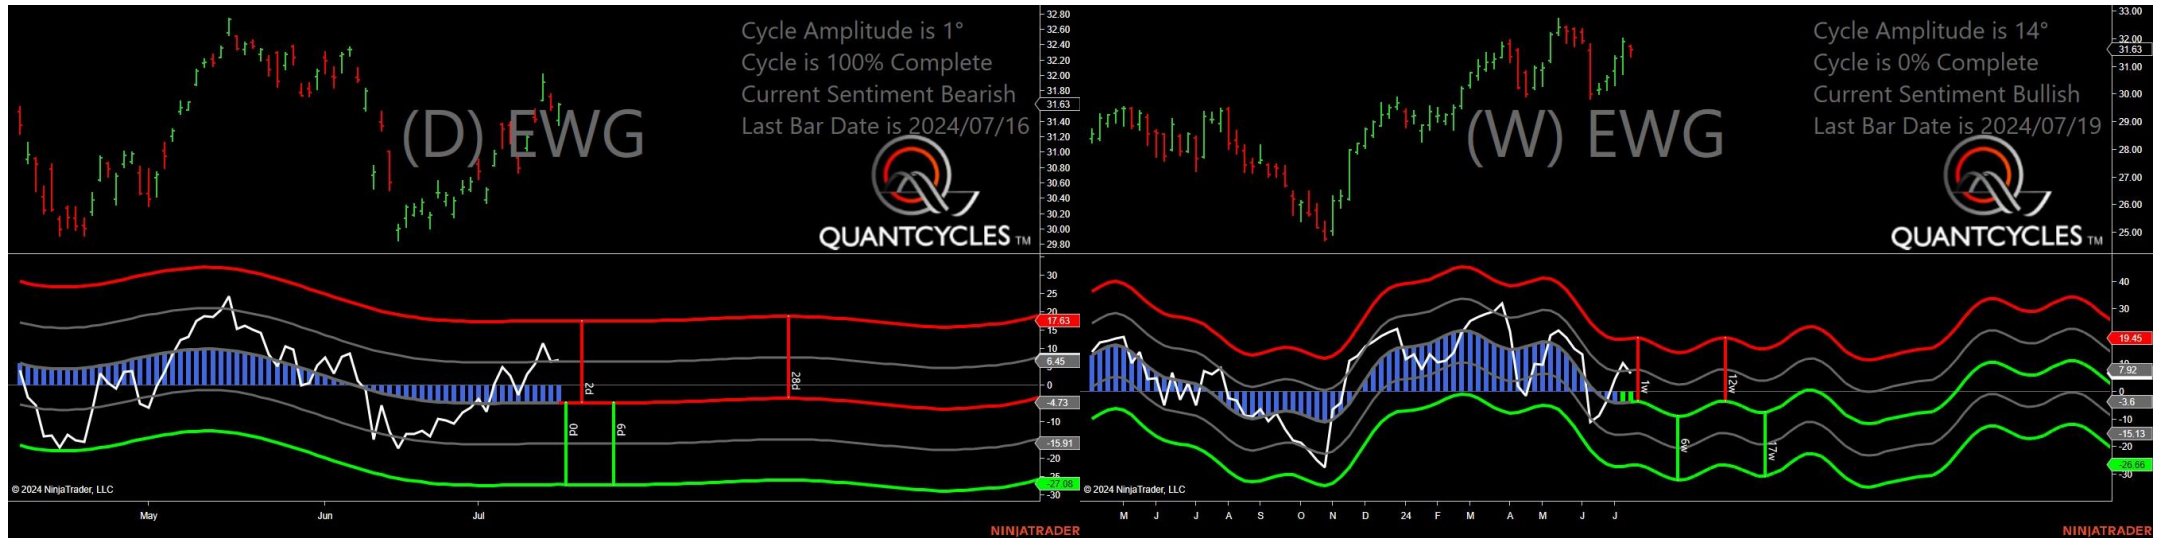 Cycle Amplitude is 1°
Cycle is 100% Complete
Current Sentiment Bearish
Last Bar Date is 2024/07/16
(D) EWG
QUANTCYCLES TM
32.80
32.60
32.40
32.20
32.00
31.80
31.63
31.40
31.20
31.00
30.80
30.60
30.40
30.20
30.00
29.80
30
25
20
17.63
15
10
6.45
0
-4.73
-10
-15.91
-20
-25
-27.08
-30
2d
28d
0d
6d
© 2024 NinjaTrader, LLC
May
Jun
Jul
NINJATRADER
Cycle Amplitude is 14°
Cycle is 0% Complete
Current Sentiment Bullish
Last Bar Date is 2024/07/19
(W) EWG
QUANTCYCLES TM
33.00
32.00
31.63
31.00
30.00
29.00
28.00
27.00
26.00
25.00
40
30
19.45
10
7.92
0
-3.6
-10
-15.13
-20
-26.66
-30
1w
12w
6w
17w
© 2024 NinjaTrader, LLC
M J J A S O N D 24 F M A M J J
NINJATRADER